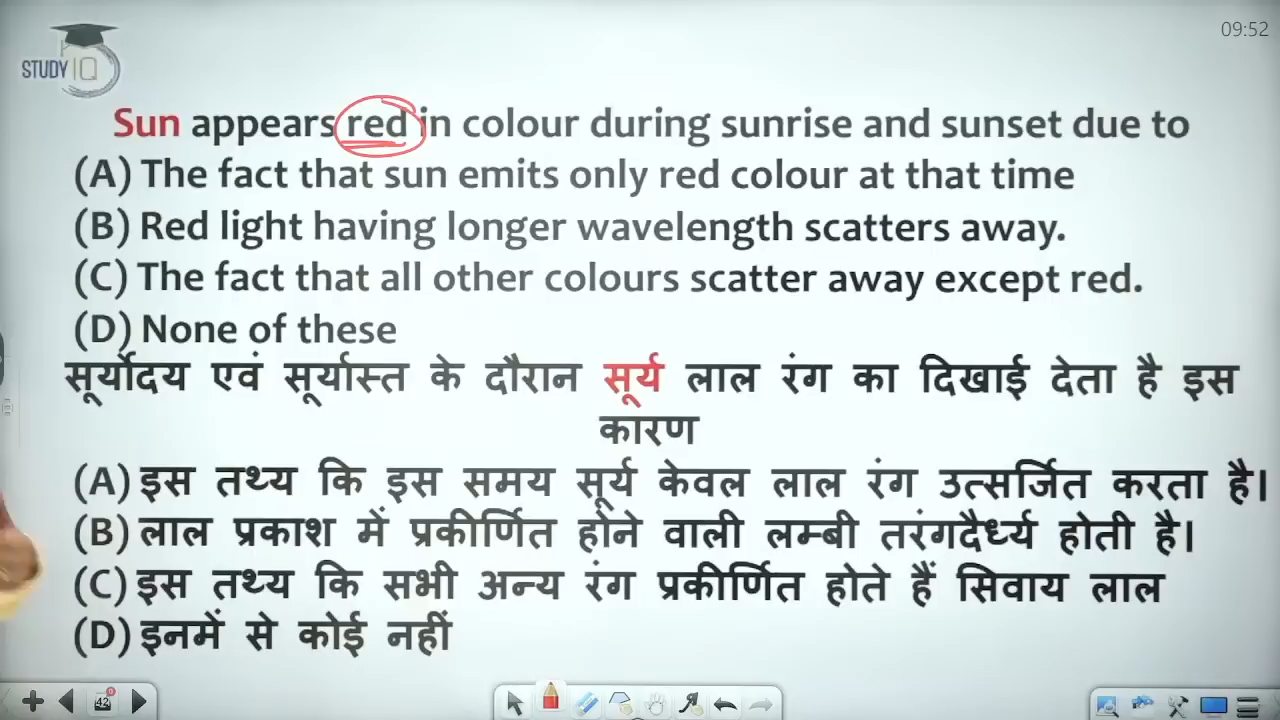 09:52
STUDY IQ
Sun appears red in colour during sunrise and sunset due to
(A) The fact that sun emits only red colour at that time
(B) Red light having longer wavelength scatters away.
(C) The fact that all other colours scatter away except red.
(D) None of these
सूर्योदय एवं सूर्यास्त के दौरान सूर्य लाल रंग का दिखाई देता है इस
कारण
(A) इस तथ्य कि इस समय सूर्य केवल लाल रंग उत्सर्जित करता है।
(B) लाल प्रकाश में प्रकीर्णित होने वाली लम्बी तरंगदैर्ध्य होती है।
(C) इस तथ्य कि सभी अन्य रंग प्रकीर्णित होते हैं सिवाय लाल
(D) इनमें से कोई नहीं
42